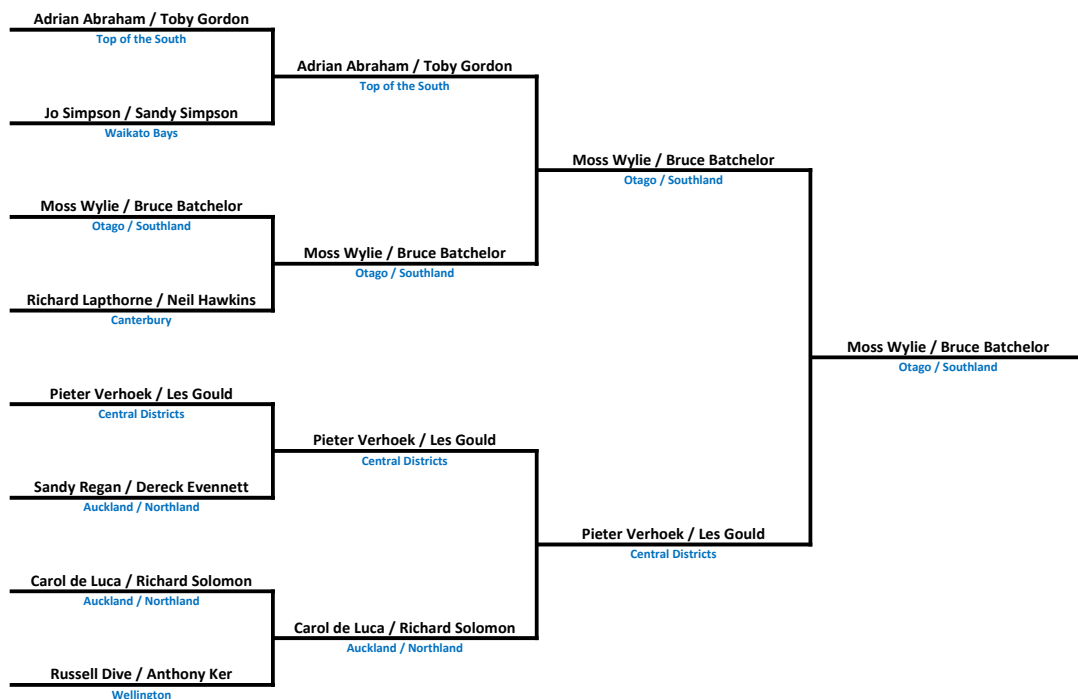 Adrian Abraham / Toby Gordon
Top of the South
Jo Simpson / Sandy Simpson
Waikato Bays
Moss Wylie / Bruce Batchelor
Otago / Southland
Richard Lapthorne / Neil Hawkins
Canterbury
Pieter Verhoek / Les Gould
Central Districts
Sandy Regan / Dereck Evennett
Auckland / Northland
Carol de Luca / Richard Solomon
Auckland / Northland
Russell Dive / Anthony Ker
Wellington
Adrian Abraham / Toby Gordon
Top of the South
Moss Wylie / Bruce Batchelor
Otago / Southland
Pieter Verhoek / Les Gould
Central Districts
Carol de Luca / Richard Solomon
Auckland / Northland
Moss Wylie / Bruce Batchelor
Otago / Southland
Pieter Verhoek / Les Gould
Central Districts
Moss Wylie / Bruce Batchelor
Otago / Southland